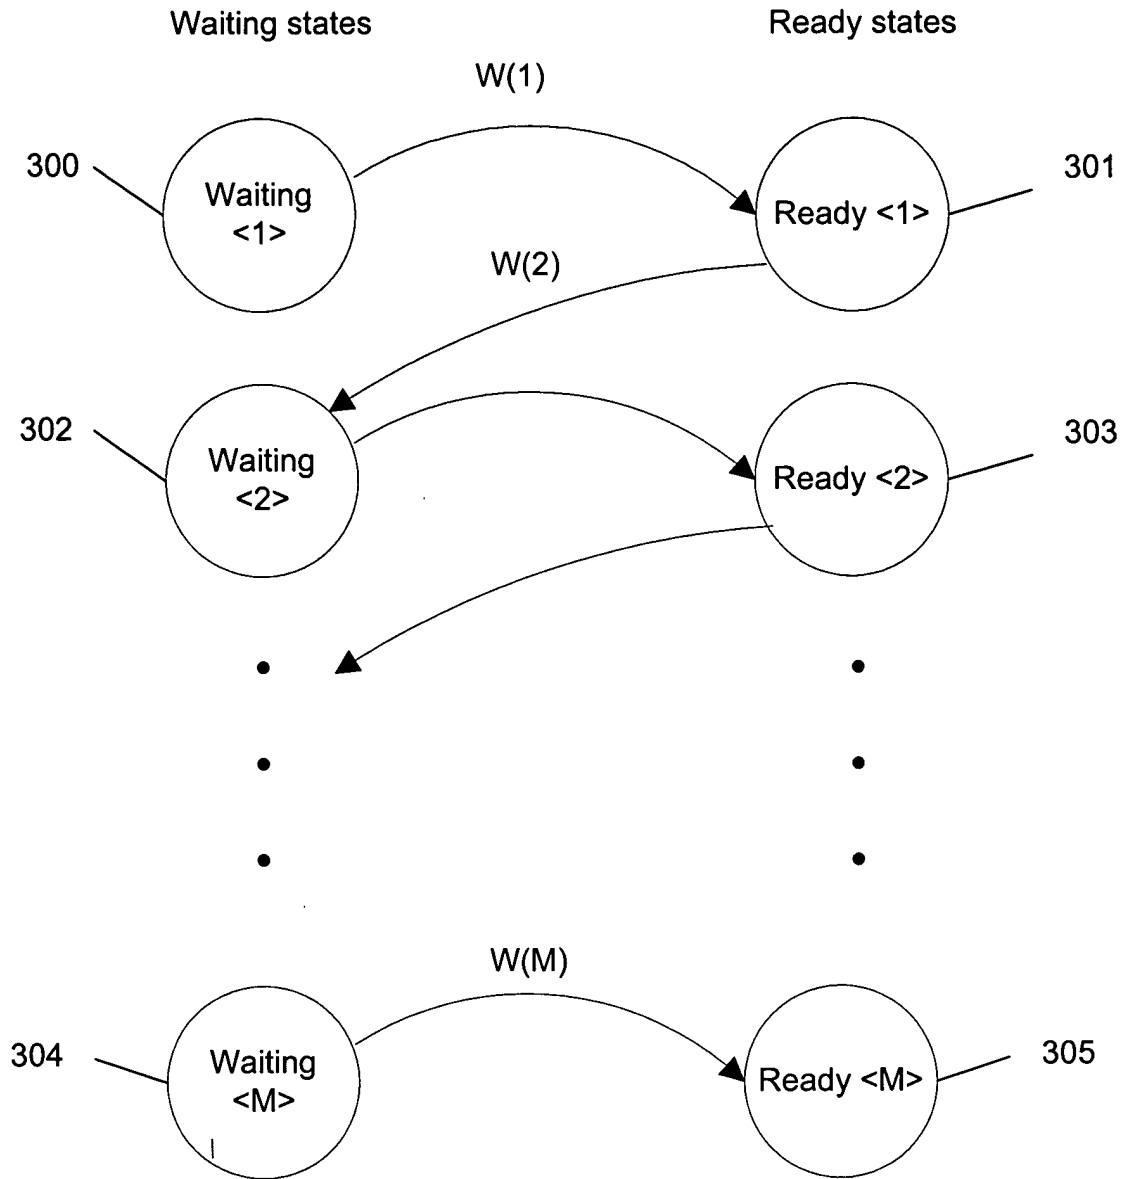 Waiting states
Ready states
W(1)
300
Waiting
<1>
Ready <1>
301
W(2)
302
Waiting
<2>
Ready <2>
303
W(M)
304
Waiting
<M>
Ready <M>
305